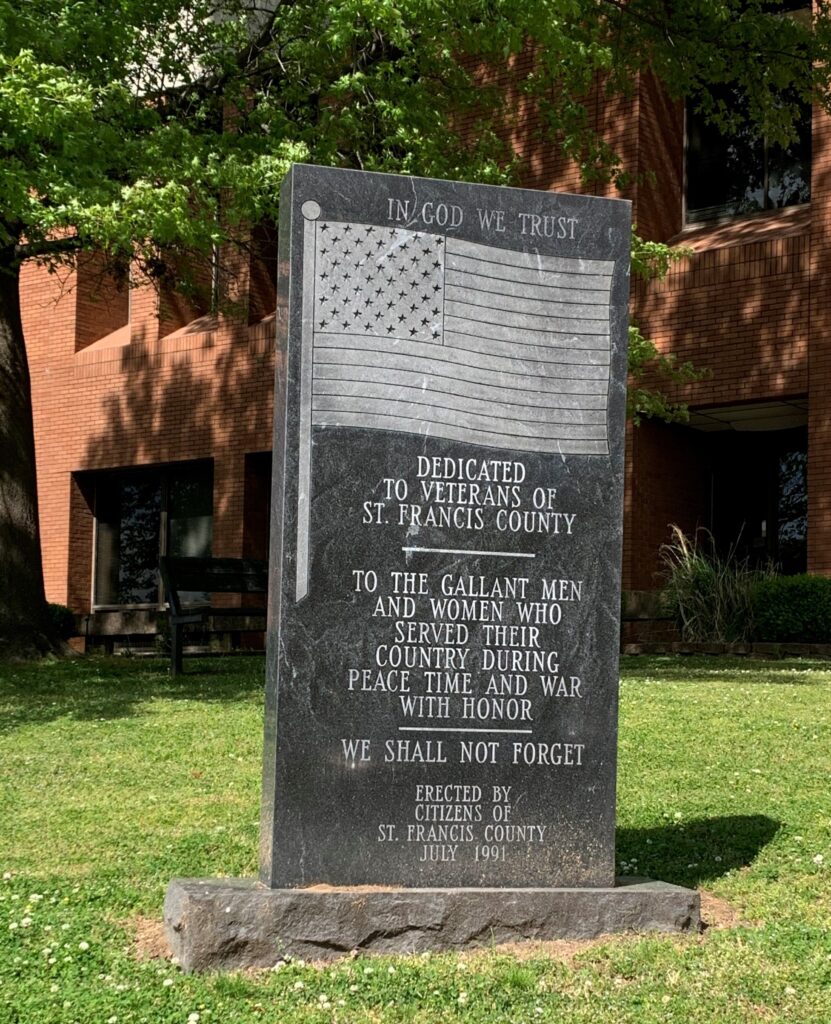 IN GOD WE TRUST
DEDICATED
TO VETERANS OF
ST. FRANCIS COUNTY
TO THE GALLANT MEN
AND WOMEN WHO
SERVED THEIR
COUNTRY DURING
PEACE TIME AND WAR
WITH HONOR
WE SHALL NOT FORGET
ERECTED BY
CITIZENS OF
ST. FRANCIS COUNTY
JULY 1991